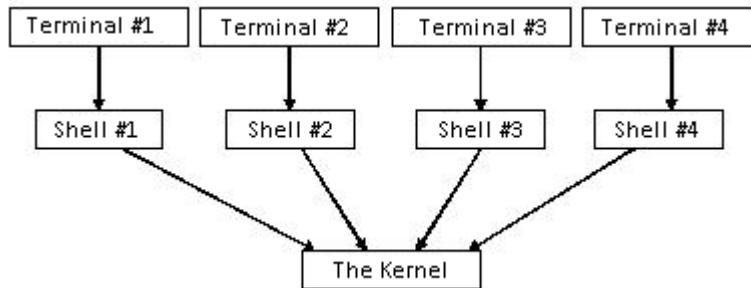 Terminal #1
Terminal #2
Terminal #3
Terminal #4
Shell #1
Shell #2
Shell #3
Shell #4
The Kernel